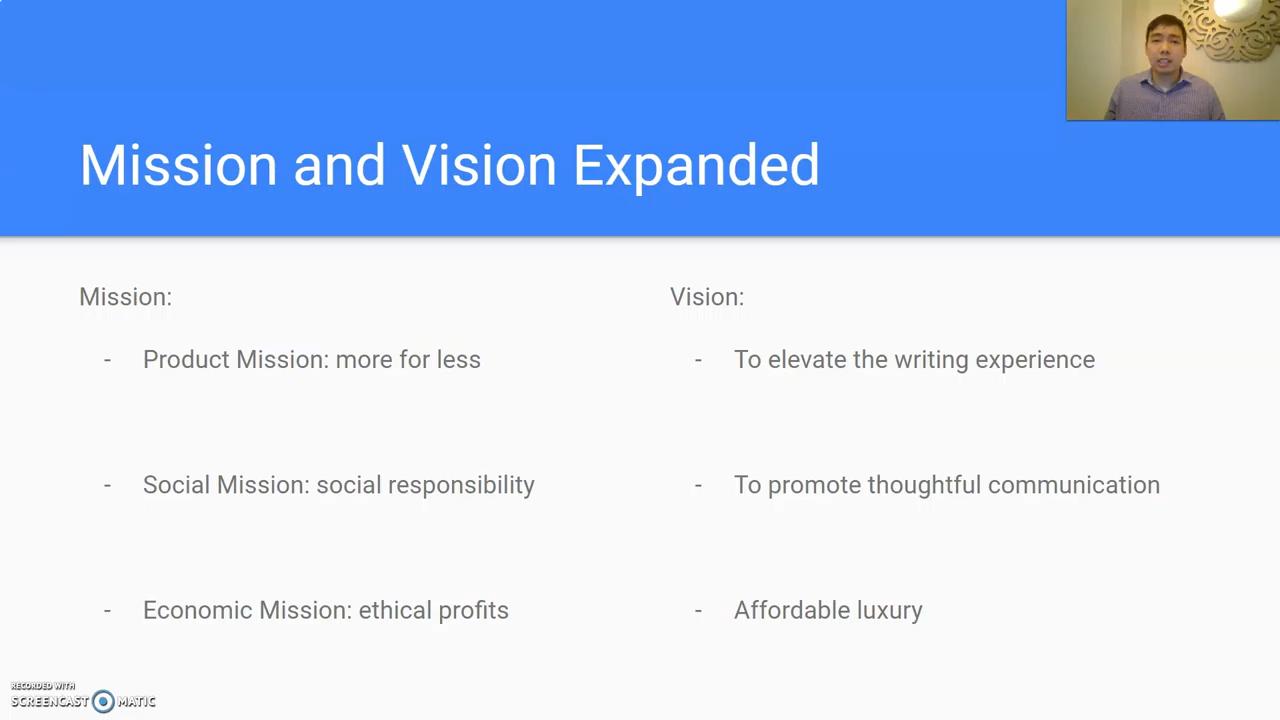 Mission and Vision Expanded
Mission:
- Product Mission: more for less
- Social Mission: social responsibility
- Economic Mission: ethical profits
Vision:
- To elevate the writing experience
- To promote thoughtful communication
- Affordable luxury
RECORDED WITH
SCREENCAST MATIC